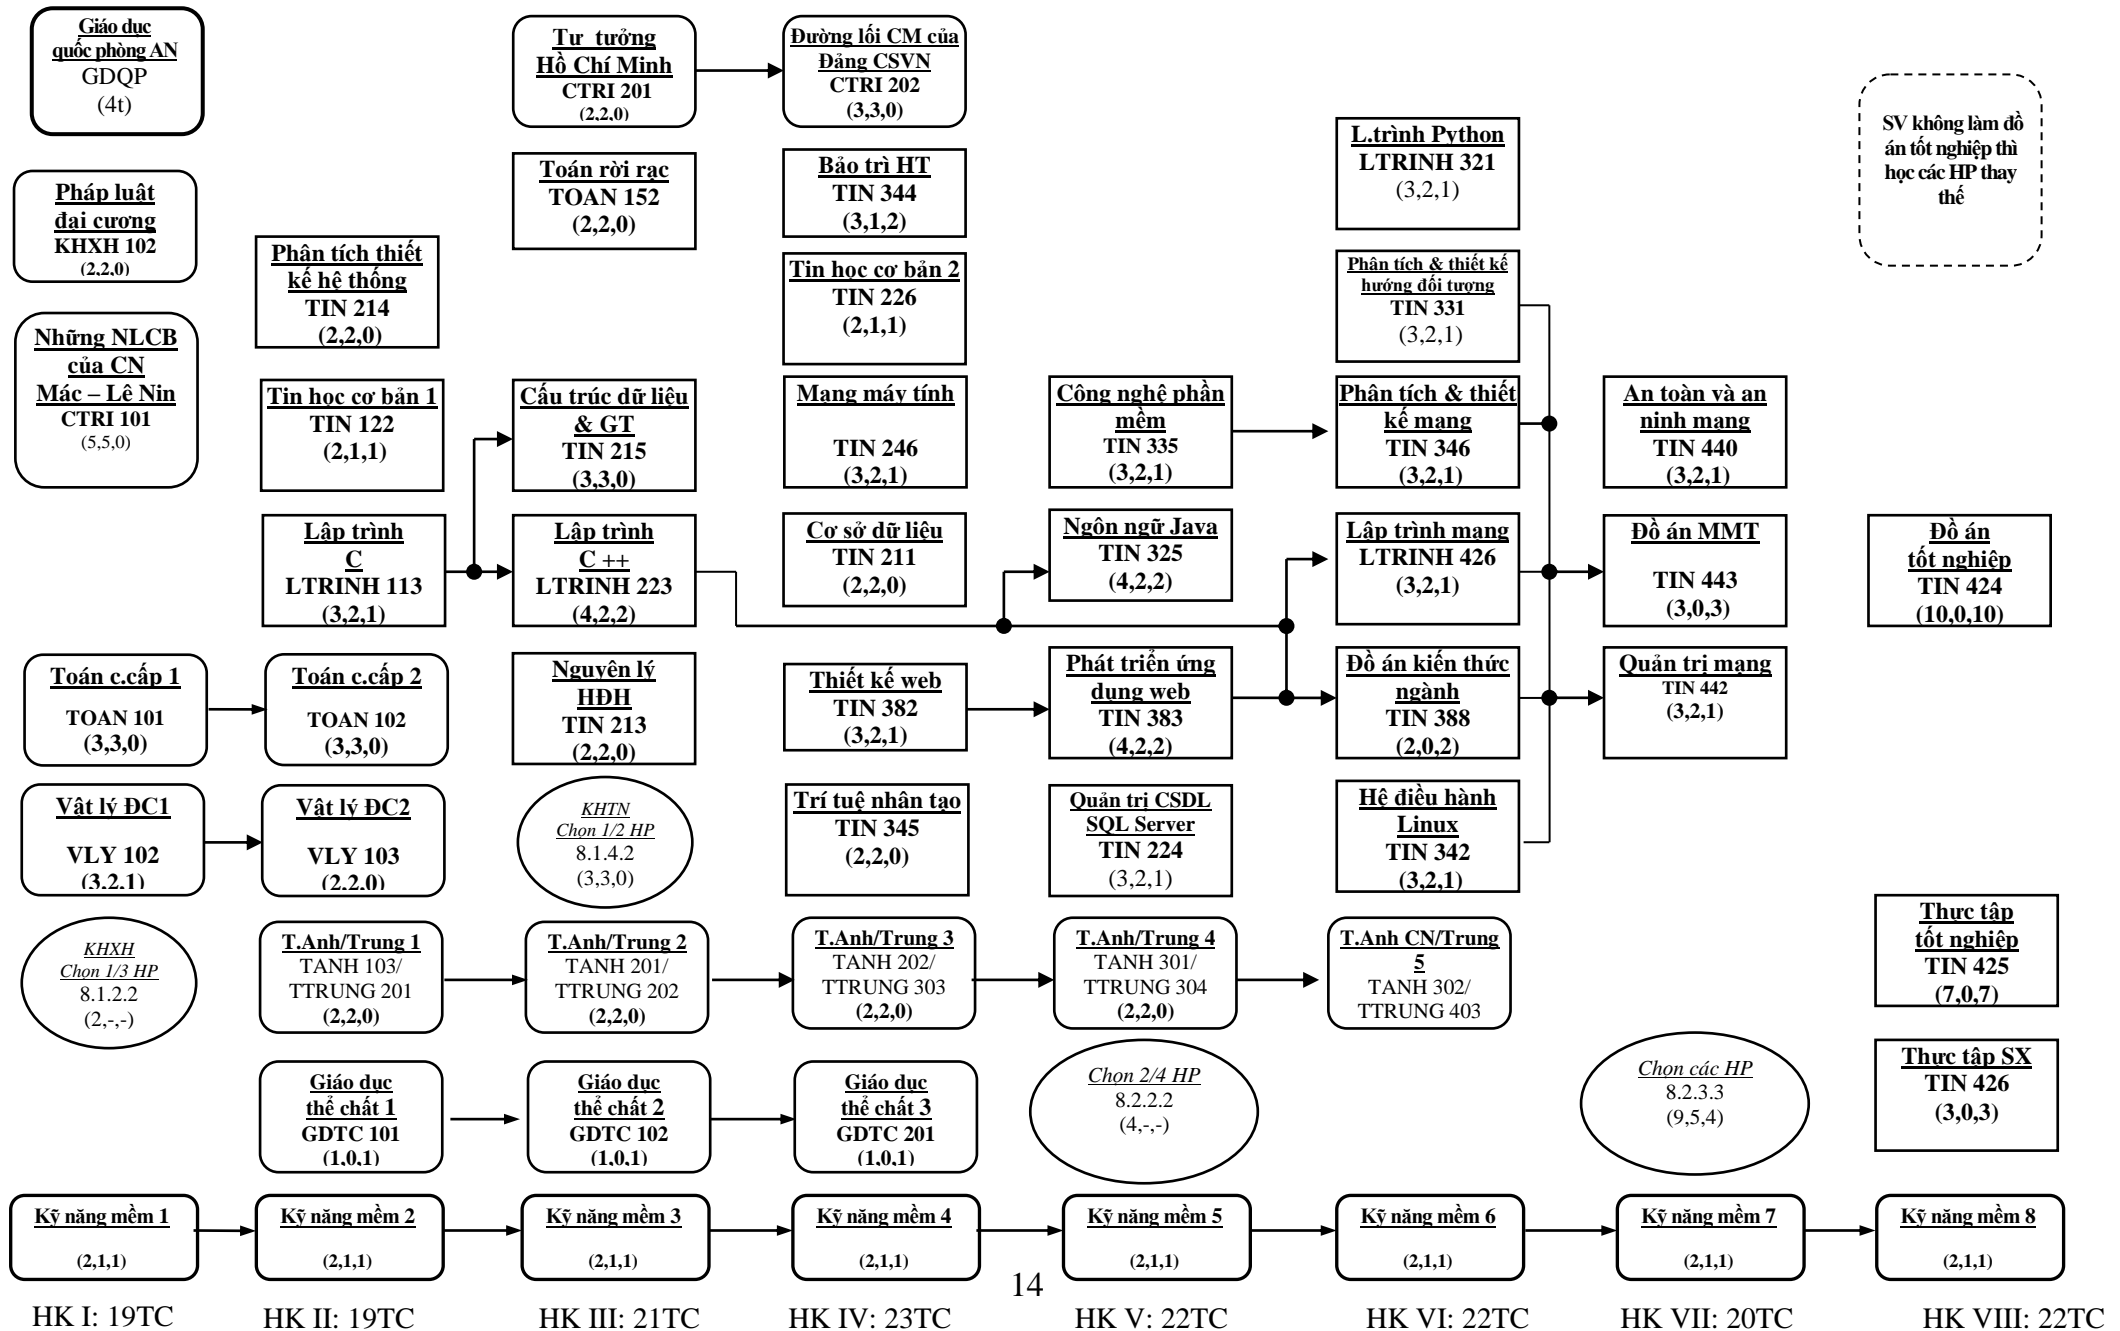 Giáo dục
quốc phòng AN
GDQP
(4t)
Pháp luật
đại cương
KHXH 102
(2,2,0)
Những NLCB
của CN
Mác – Lê Nin
CTRI 101
(5,5,0)
Toán c.cấp 1
TOAN 101
(3,3,0)
Vật lý ĐC1
VLY 102
(3,2,1)
KHXH
Chọn 1/3 HP
8.1.2.2
(2,-,-)
Kỹ năng mềm 1
(2,1,1)
HK I: 19TC
Phân tích thiết
kế hệ thống
TIN 214
(2,2,0)
Tin học cơ bản 1
TIN 122
(2,1,1)
Lập trình
C
LTRINH 113
(3,2,1)
Toán c.cấp 2
TOAN 102
(3,3,0)
Vật lý ĐC2
VLY 103
(2,2,0)
T.Anh/Trung 1
TANH 103/
TTRUNG 201
(2,2,0)
Giáo dục
thể chất 1
GDTC 101
(1,0,1)
Kỹ năng mềm 2
(2,1,1)
HK II: 19TC
Tư tưởng
Hồ Chí Minh
CTRI 201
(2,2,0)
Toán rời rạc
TOAN 152
(2,2,0)
Cấu trúc dữ liệu
& GT
TIN 215
(3,3,0)
Lập trình
C ++
LTRINH 223
(4,2,2)
Nguyên lý
HĐH
TIN 213
(2,2,0)
KHTN
Chọn 1/2 HP
8.1.4.2
(3,3,0)
T.Anh/Trung 2
TANH 201/
TTRUNG 202
(2,2,0)
Giáo dục
thể chất 2
GDTC 102
(1,0,1)
Kỹ năng mềm 3
(2,1,1)
HK III: 21TC
Đường lối CM của
Đảng CSVN
CTRI 202
(3,3,0)
Bảo trì HT
TIN 344
(3,1,2)
Tin học cơ bản 2
TIN 226
(2,1,1)
Mạng máy tính
TIN 246
(3,2,1)
Cơ sở dữ liệu
TIN 211
(2,2,0)
Thiết kế web
TIN 382
(3,2,1)
Trí tuệ nhân tạo
TIN 345
(2,2,0)
T.Anh/Trung 3
TANH 202/
TTRUNG 303
(2,2,0)
Giáo dục
thể chất 3
GDTC 201
(1,0,1)
Kỹ năng mềm 4
(2,1,1)
HK IV: 23TC
Công nghệ phần
mềm
TIN 335
(3,2,1)
Ngôn ngữ Java
TIN 325
(4,2,2)
Phát triển ứng
dụng web
TIN 383
(4,2,2)
Quản trị CSDL
SQL Server
TIN 224
(3,2,1)
T.Anh/Trung 4
TANH 301/
TTRUNG 304
(2,2,0)
Chọn 2/4 HP
8.2.2.2
(4,-,-)
Kỹ năng mềm 5
(2,1,1)
14
HK V: 22TC
L.trình Python
LTRINH 321
(3,2,1)
Phân tích & thiết kế
hướng đối tượng
TIN 331
(3,2,1)
Phân tích & thiết
kế mạng
TIN 346
(3,2,1)
Lập trình mạng
LTRINH 426
(3,2,1)
Đồ án kiến thức
ngành
TIN 388
(2,0,2)
Hệ điều hành
Linux
TIN 342
(3,2,1)
T.Anh CN/Trung
5
TANH 302/
TTRUNG 403
Kỹ năng mềm 6
(2,1,1)
HK VI: 22TC
An toàn và an
ninh mạng
TIN 440
(3,2,1)
Đồ án MMT
TIN 443
(3,0,3)
Quản trị mạng
TIN 442
(3,2,1)
Chọn các HP
8.2.3.3
(9,5,4)
Kỹ năng mềm 7
(2,1,1)
HK VII: 20TC
SV không làm đồ
án tốt nghiệp thì
học các HP thay
thế
Đồ án
tốt nghiệp
TIN 424
(10,0,10)
Thực tập
tốt nghiệp
TIN 425
(7,0,7)
Thực tập SX
TIN 426
(3,0,3)
Kỹ năng mềm 8
(2,1,1)
HK VIII: 22TC